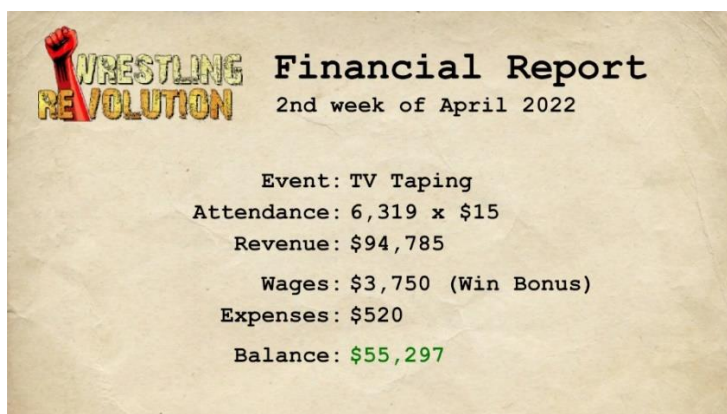 WRESTLING
REVOLUTION
Financial Report
2nd week of April 2022
Event: TV Taping
Attendance: 6,319 x $15
Revenue: $94,785
Wages: $3,750 (Win Bonus)
Expenses: $520
Balance: $55,297